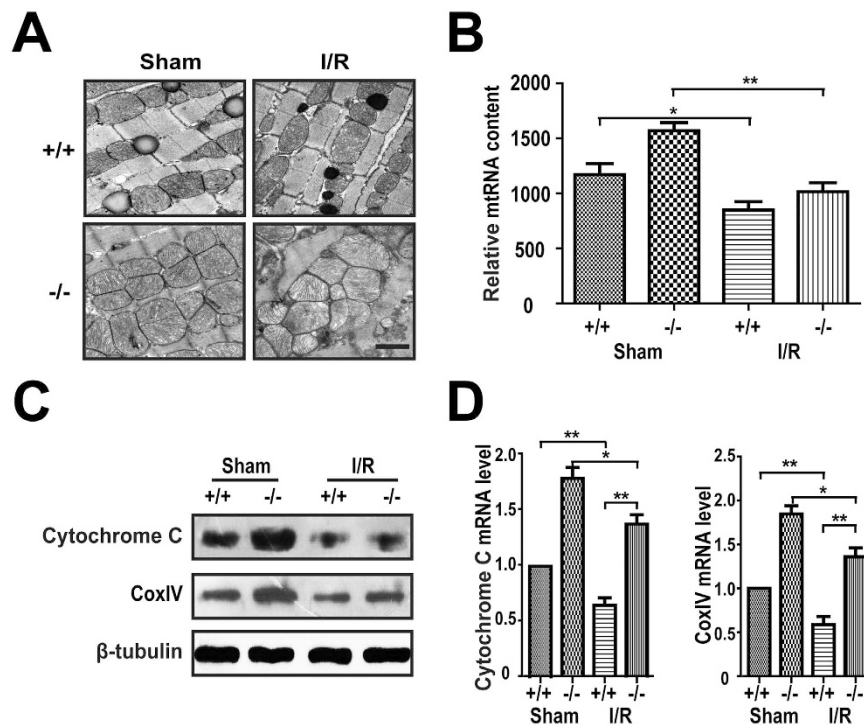 A
Sham I/R
+/+
-/-
B
Relative mtRNA content
2000
1500
1000
500
0
*
**
+/+ -/- +/+ -/-
Sham I/R
C
Sham I/R
+/+ -/- +/+ -/-
Cytochrome C
CoxIV
β-tubulin
D
Cytochrome C mRNA level
2.0
1.5
1.0
0.5
0
**
*
**
+/+ -/- +/+ -/-
Sham I/R
CoxIV mRNA level
2.5
2.0
1.5
1.0
0.5
0
**
*
**
+/+ -/- +/+ -/-
Sham I/R